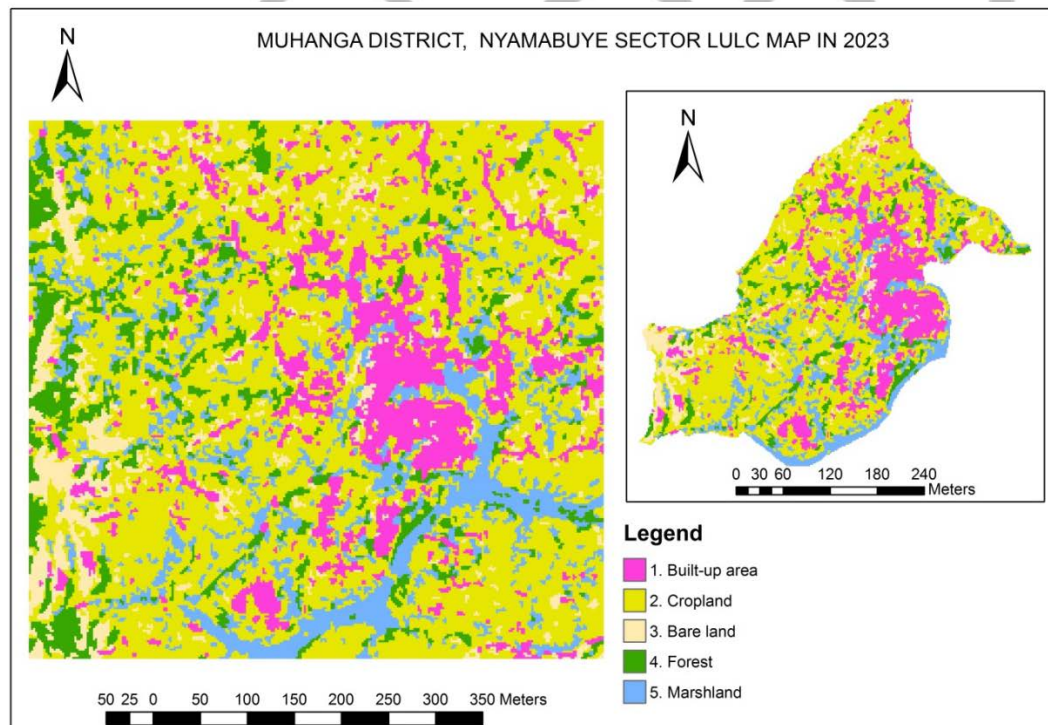 MUHANGA DISTRICT, NYAMABUYE SECTOR LULC MAP IN 2023
N
N
0 30 60 120 180 240
Meters
Legend
1. Built-up area
2. Cropland
3. Bare land
4. Forest
5. Marshland
50 25 0 50 100 150 200 250 300 350 Meters